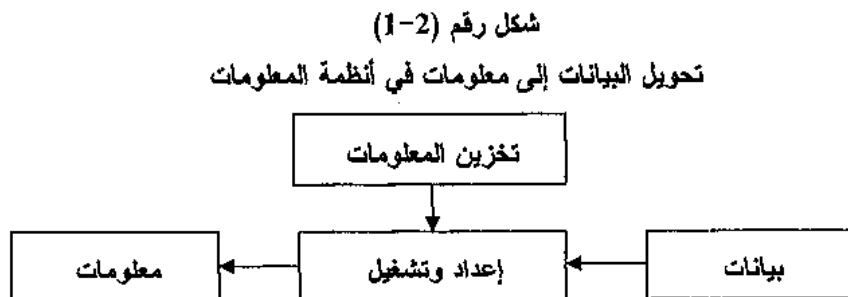 شكل رقم (2-1)
تحويل البيانات إلى معلومات في أنظمة المعلومات
تخزين المعلومات
بيانات
إعداد وتشغيل
معلومات